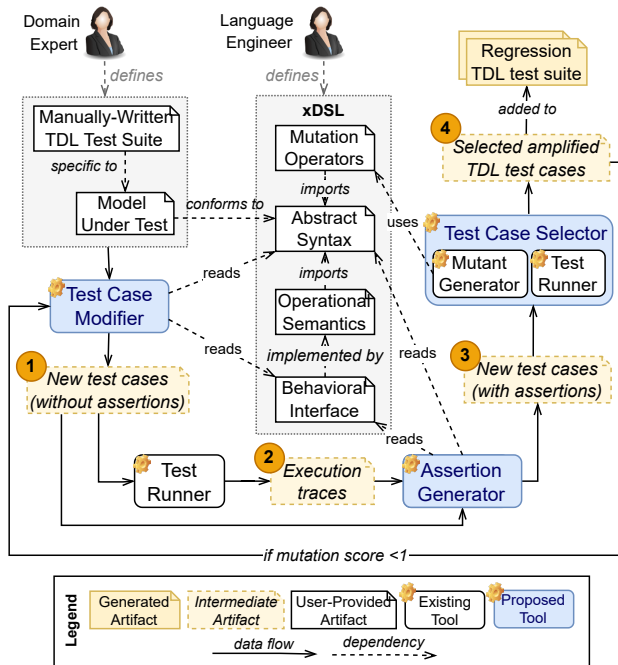 Domain
Expert
Language
Engineer
defines
defines
Manually-Written
TDL Test Suite
specific to
Model
Under Test
conforms to
xDSL
Mutation
Operators
imports
Abstract
Syntax
imports
Operational
Semantics
implemented by
Behavioral
Interface
Regression
TDL test suite
added to
4
Selected amplified
TDL test cases
uses
Test Case Selector
Mutant
Generator
Test
Runner
Test Case
Modifier
reads
reads
reads
reads
1
New test cases
(without assertions)
3
New test cases
(with assertions)
Test
Runner
2
Execution
traces
Assertion
Generator
if mutation score <1
Legend
Generated
Artifact
Intermediate
Artifact
User-Provided
Artifact
Existing
Tool
Proposed
Tool
data flow
dependency